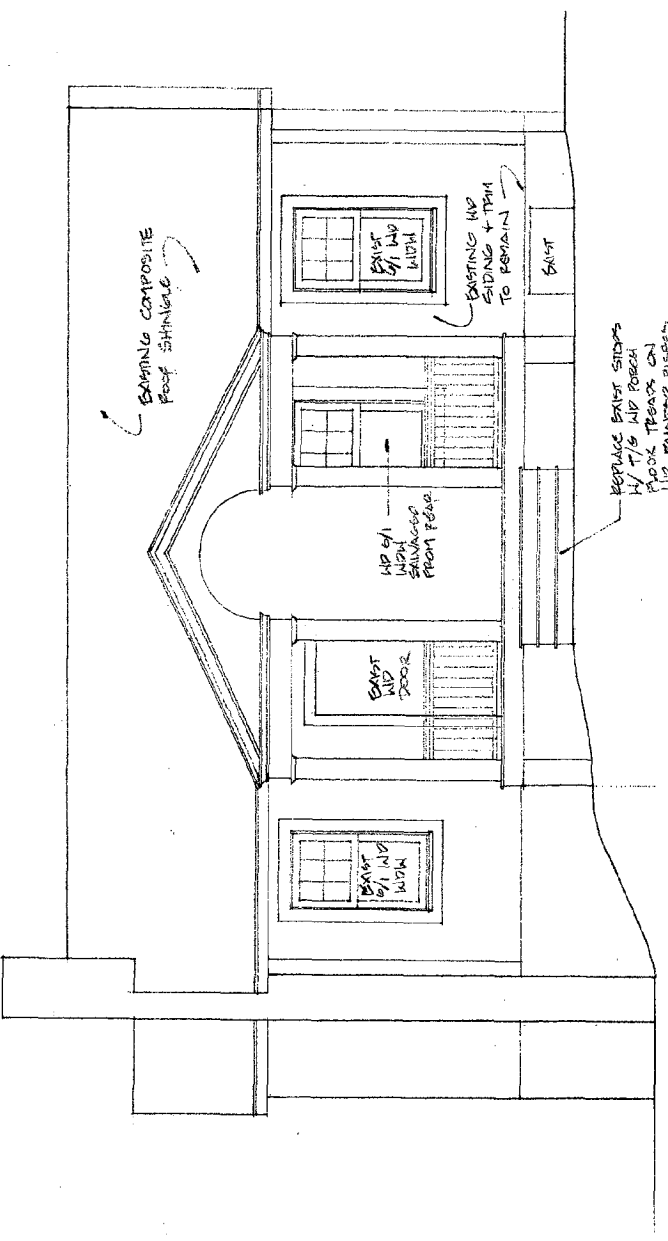 EXISTING COMPOSITE
ROOF SHINGLE
EXIST
6/1 WD
WDW
EXIST
WD
DOOR
WD 6/1
WDW
SALVAGED
FROM REAR
EXIST
6/1 WD
WDW
EXISTING WD
SIDING & TRIM
TO REMAIN
EXIST
REPLACE EXIST STEPS
W/ T/G WD PORCH
FLOOR TREADS ON